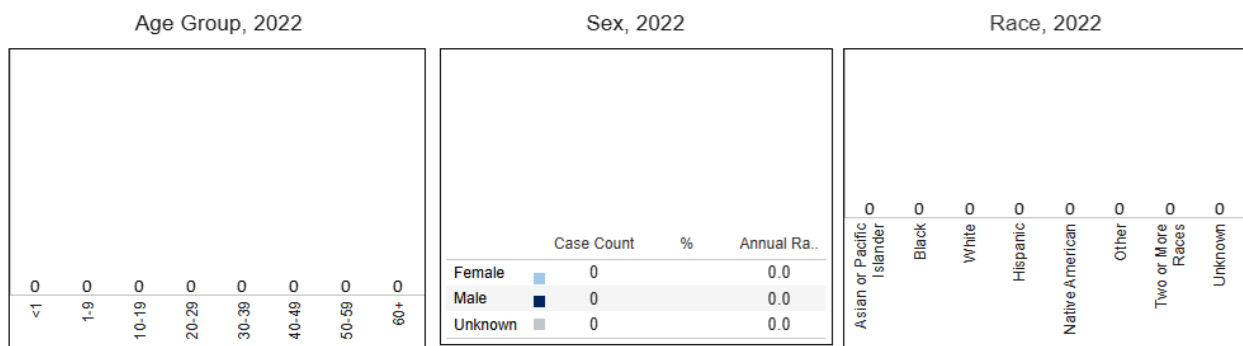 Age Group, 2022
0 0 0 0 0 0 0 0
<1 1-9 10-19 20-29 30-39 40-49 50-59 60+
Sex, 2022
Case Count % Annual Ra..
Female 0 0.0
Male 0 0.0
Unknown 0 0.0
Race, 2022
0 0 0 0 0 0 0 0
Asian or Pacific
Islander
Black
White
Hispanic
Native American
Other
Two or More
Races
Unknown